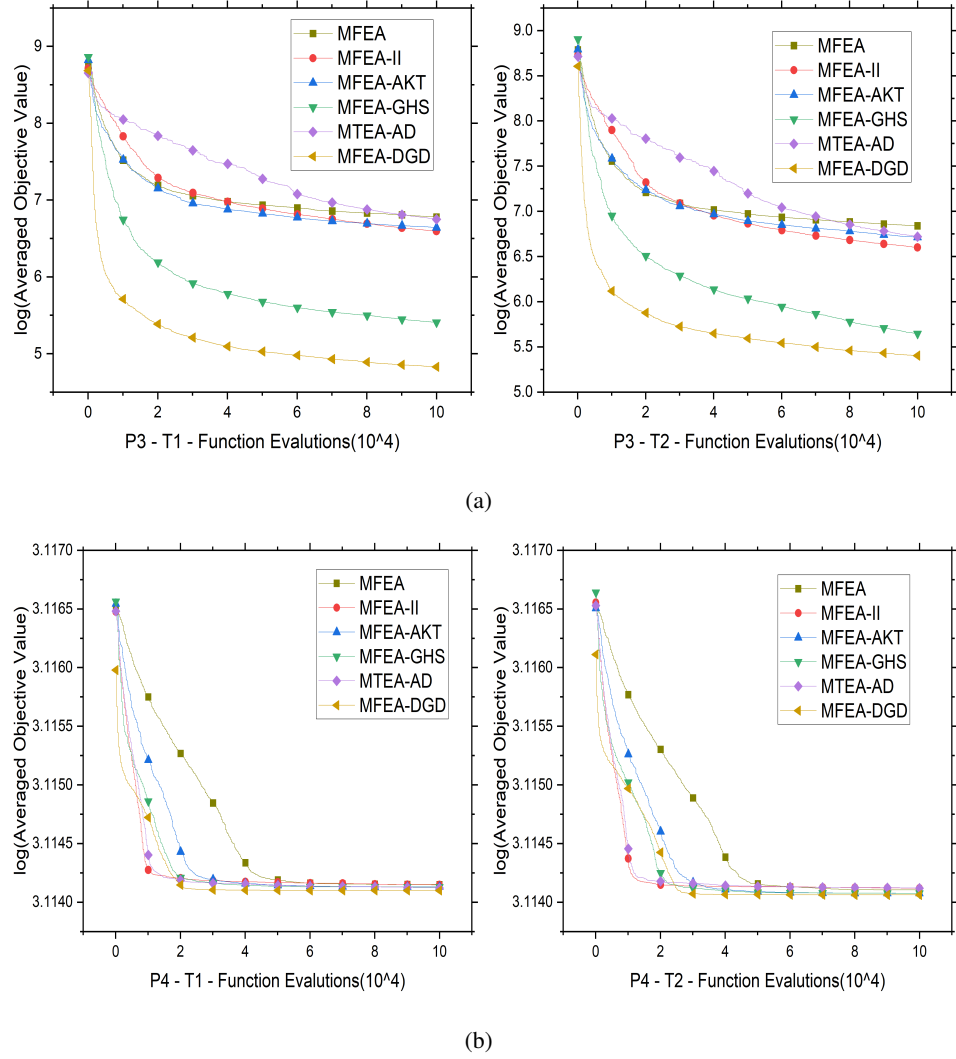 log(Averaged Objective Value)
9
8
7
6
5
MFEA
MFEA-II
MFEA-AKT
MFEA-GHS
MTEA-AD
MFEA-DGD
0 2 4 6 8 10
P3 - T1 - Function Evalutions(10^4)
log(Averaged Objective Value)
9.0
8.5
8.0
7.5
7.0
6.5
6.0
5.5
5.0
MFEA
MFEA-II
MFEA-AKT
MFEA-GHS
MTEA-AD
MFEA-DGD
0 2 4 6 8 10
P3 - T2 - Function Evalutions(10^4)
(a)
log(Averaged Objective Value)
3.1170
3.1165
3.1160
3.1155
3.1150
3.1145
3.1140
MFEA
MFEA-II
MFEA-AKT
MFEA-GHS
MTEA-AD
MFEA-DGD
0 2 4 6 8 10
P4 - T1 - Function Evalutions(10^4)
log(Averaged Objective Value)
3.1170
3.1165
3.1160
3.1155
3.1150
3.1145
3.1140
MFEA
MFEA-II
MFEA-AKT
MFEA-GHS
MTEA-AD
MFEA-DGD
0 2 4 6 8 10
P4 - T2 - Function Evalutions(10^4)
(b)